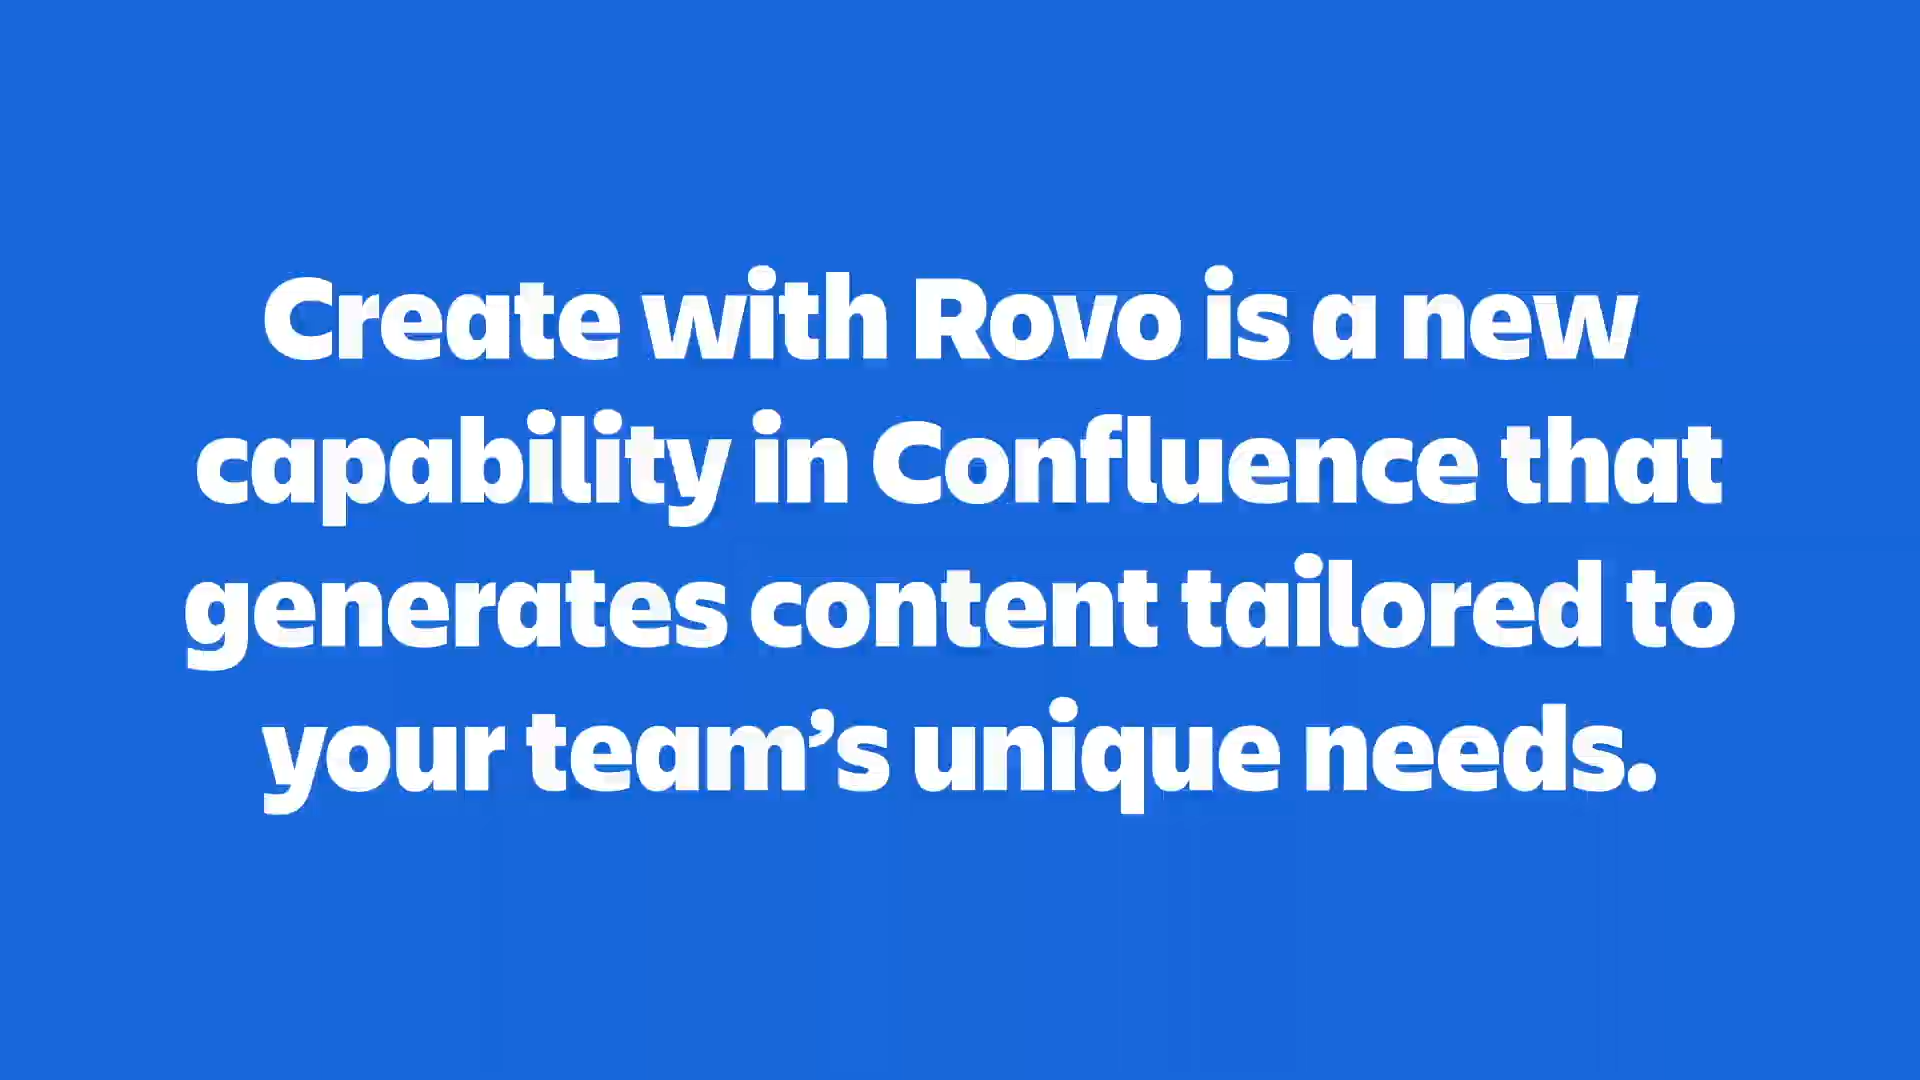 Create with Rovo is a new
capability in Confluence that
generates content tailored to
your team’s unique needs.